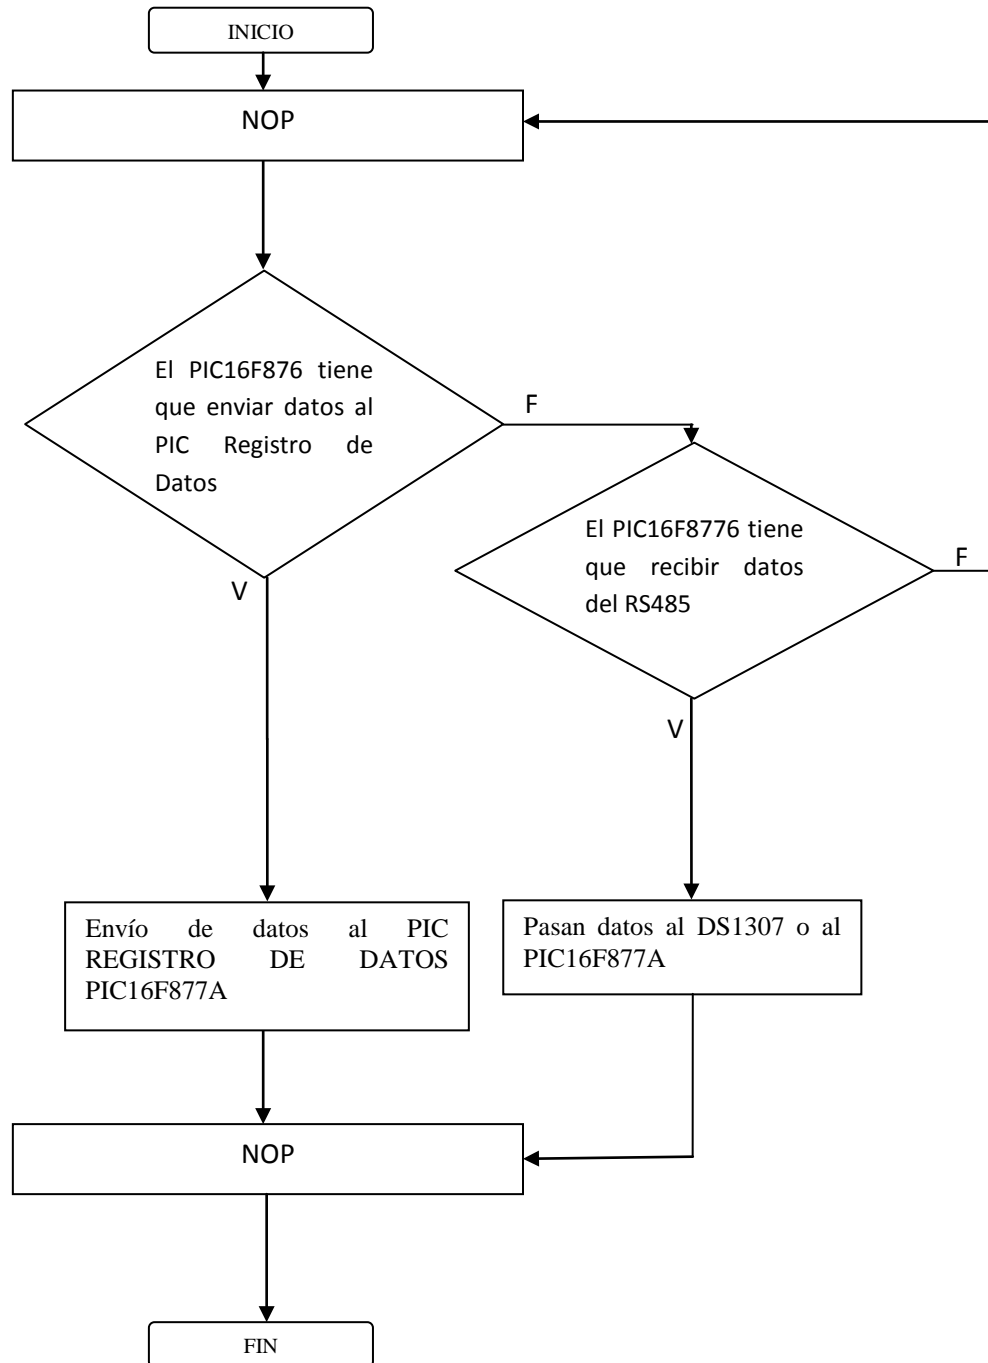 INICIO
NOP
El PIC16F876 tiene
que enviar datos al
PIC Registro de
Datos
F
V
El PIC16F8776 tiene
que recibir datos
del RS485
F
V
Envío de datos al PIC
REGISTRO DE DATOS
PIC16F877A
Pasan datos al DS1307 o al
PIC16F877A
NOP
FIN